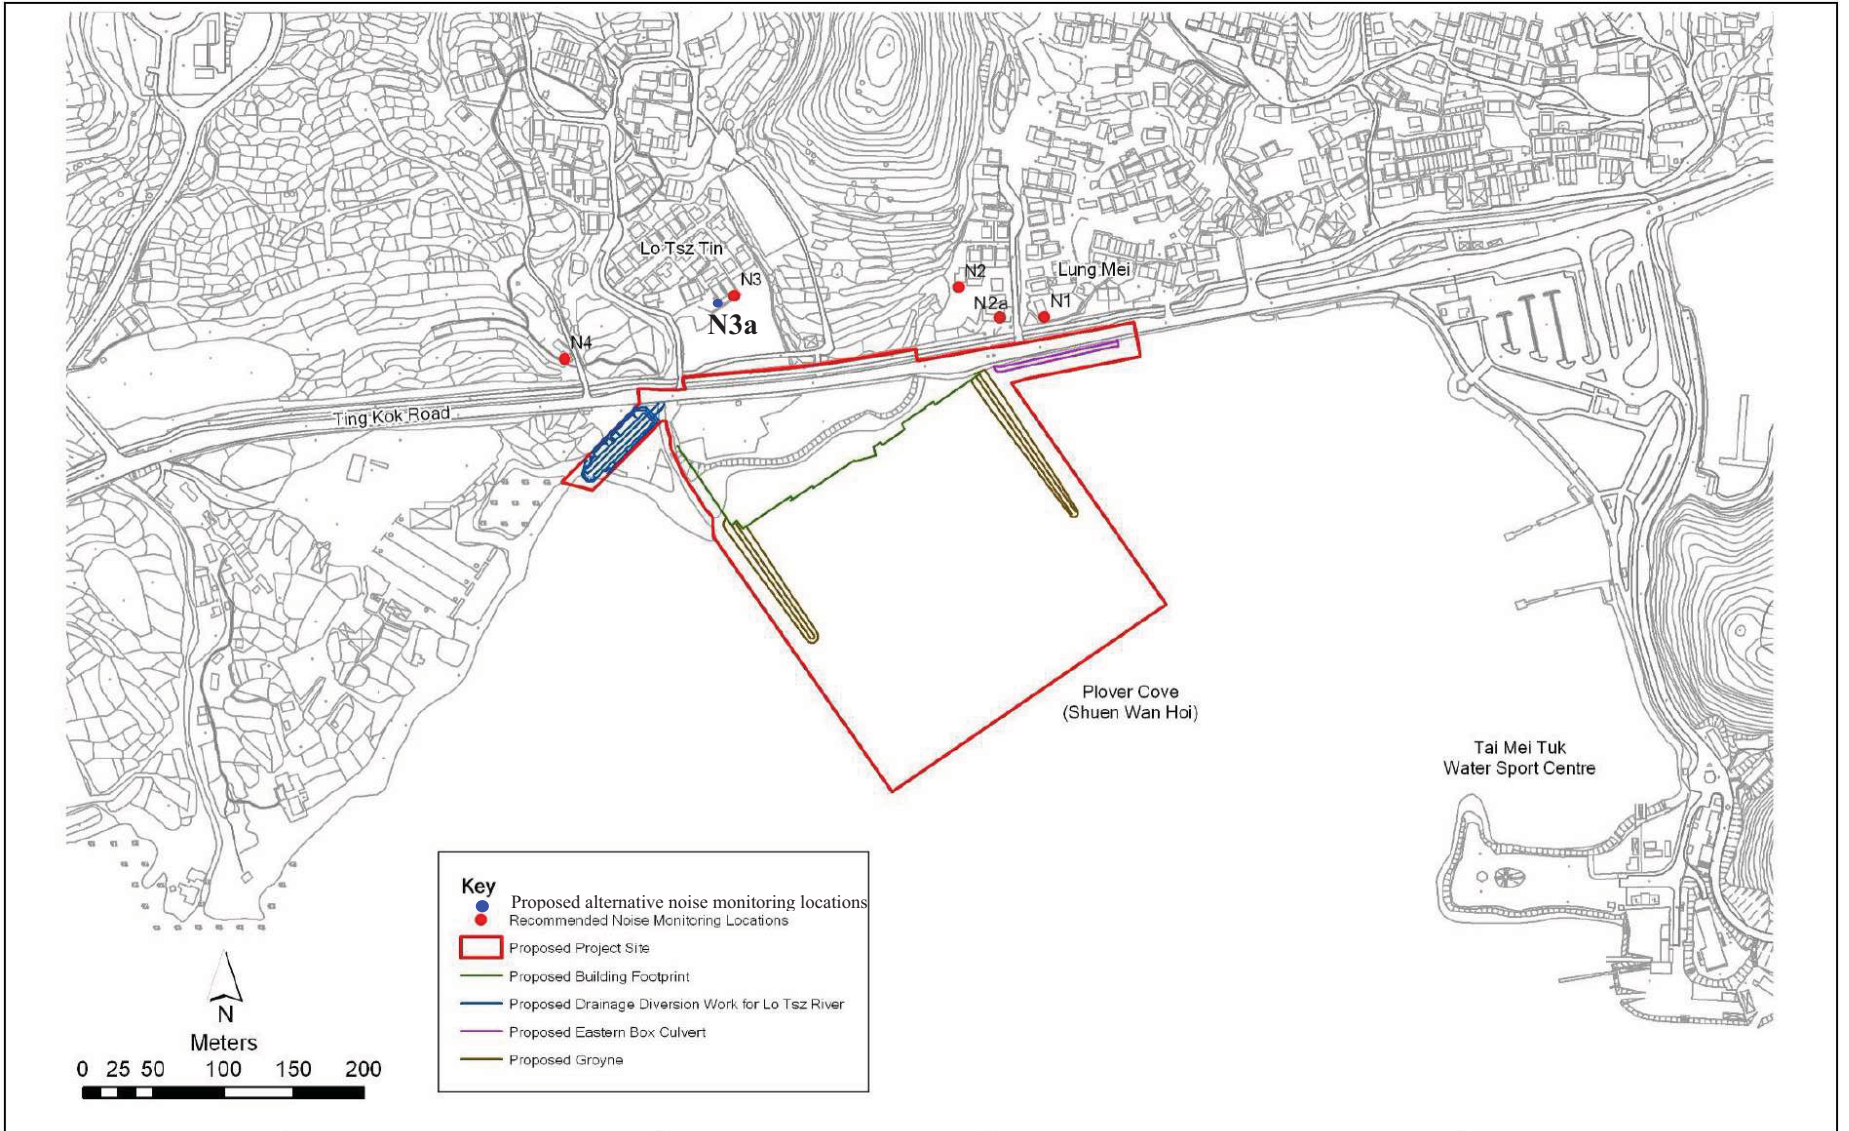 Lo Tsz Tin
N3
N3a
N2
Lung Mei
N2a
N1
N4
Ting Kok Road
Plover Cove
(Shuen Wan Hoi)
Tai Mei Tuk
Water Sport Centre
Key
Proposed alternative noise monitoring locations
Recommended Noise Monitoring Locations
Proposed Project Site
Proposed Building Footprint
Proposed Drainage Diversion Work for Lo Tsz River
Proposed Eastern Box Culvert
Proposed Groyne
N
Meters
0 25 50 100 150 200